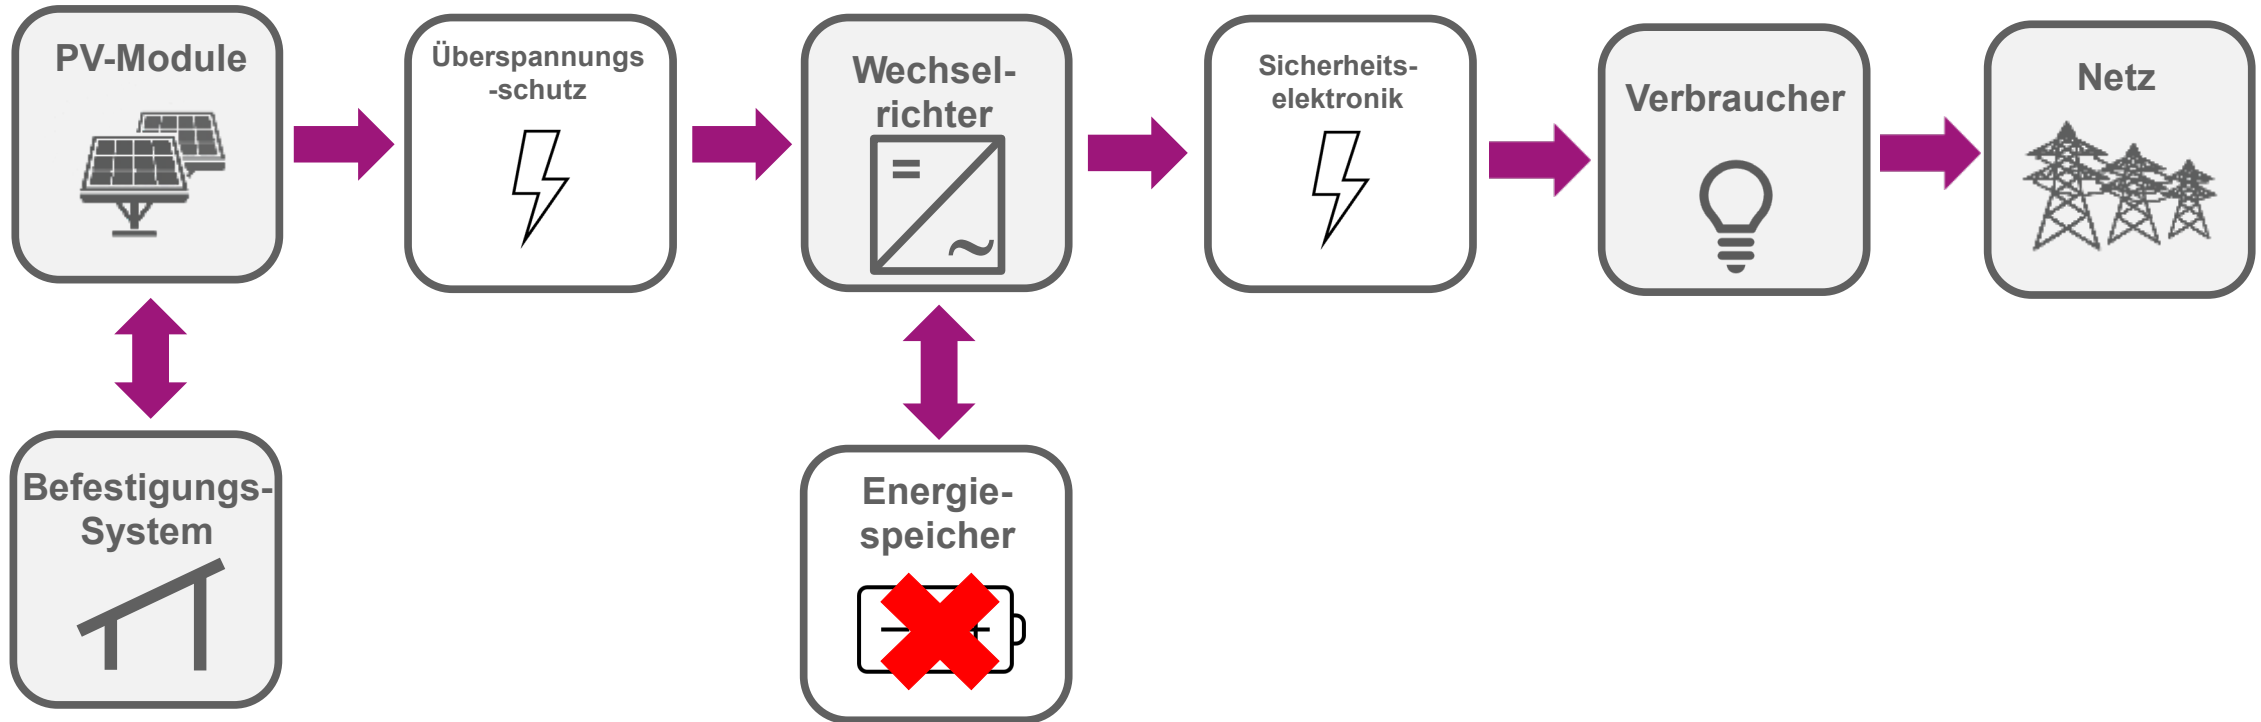 PV-Module
Überspannungs
-schutz
Wechsel-
richter
=
~
Sicherheits-
elektronik
Verbraucher
Netz
Befestigungs-
System
Energie-
speicher